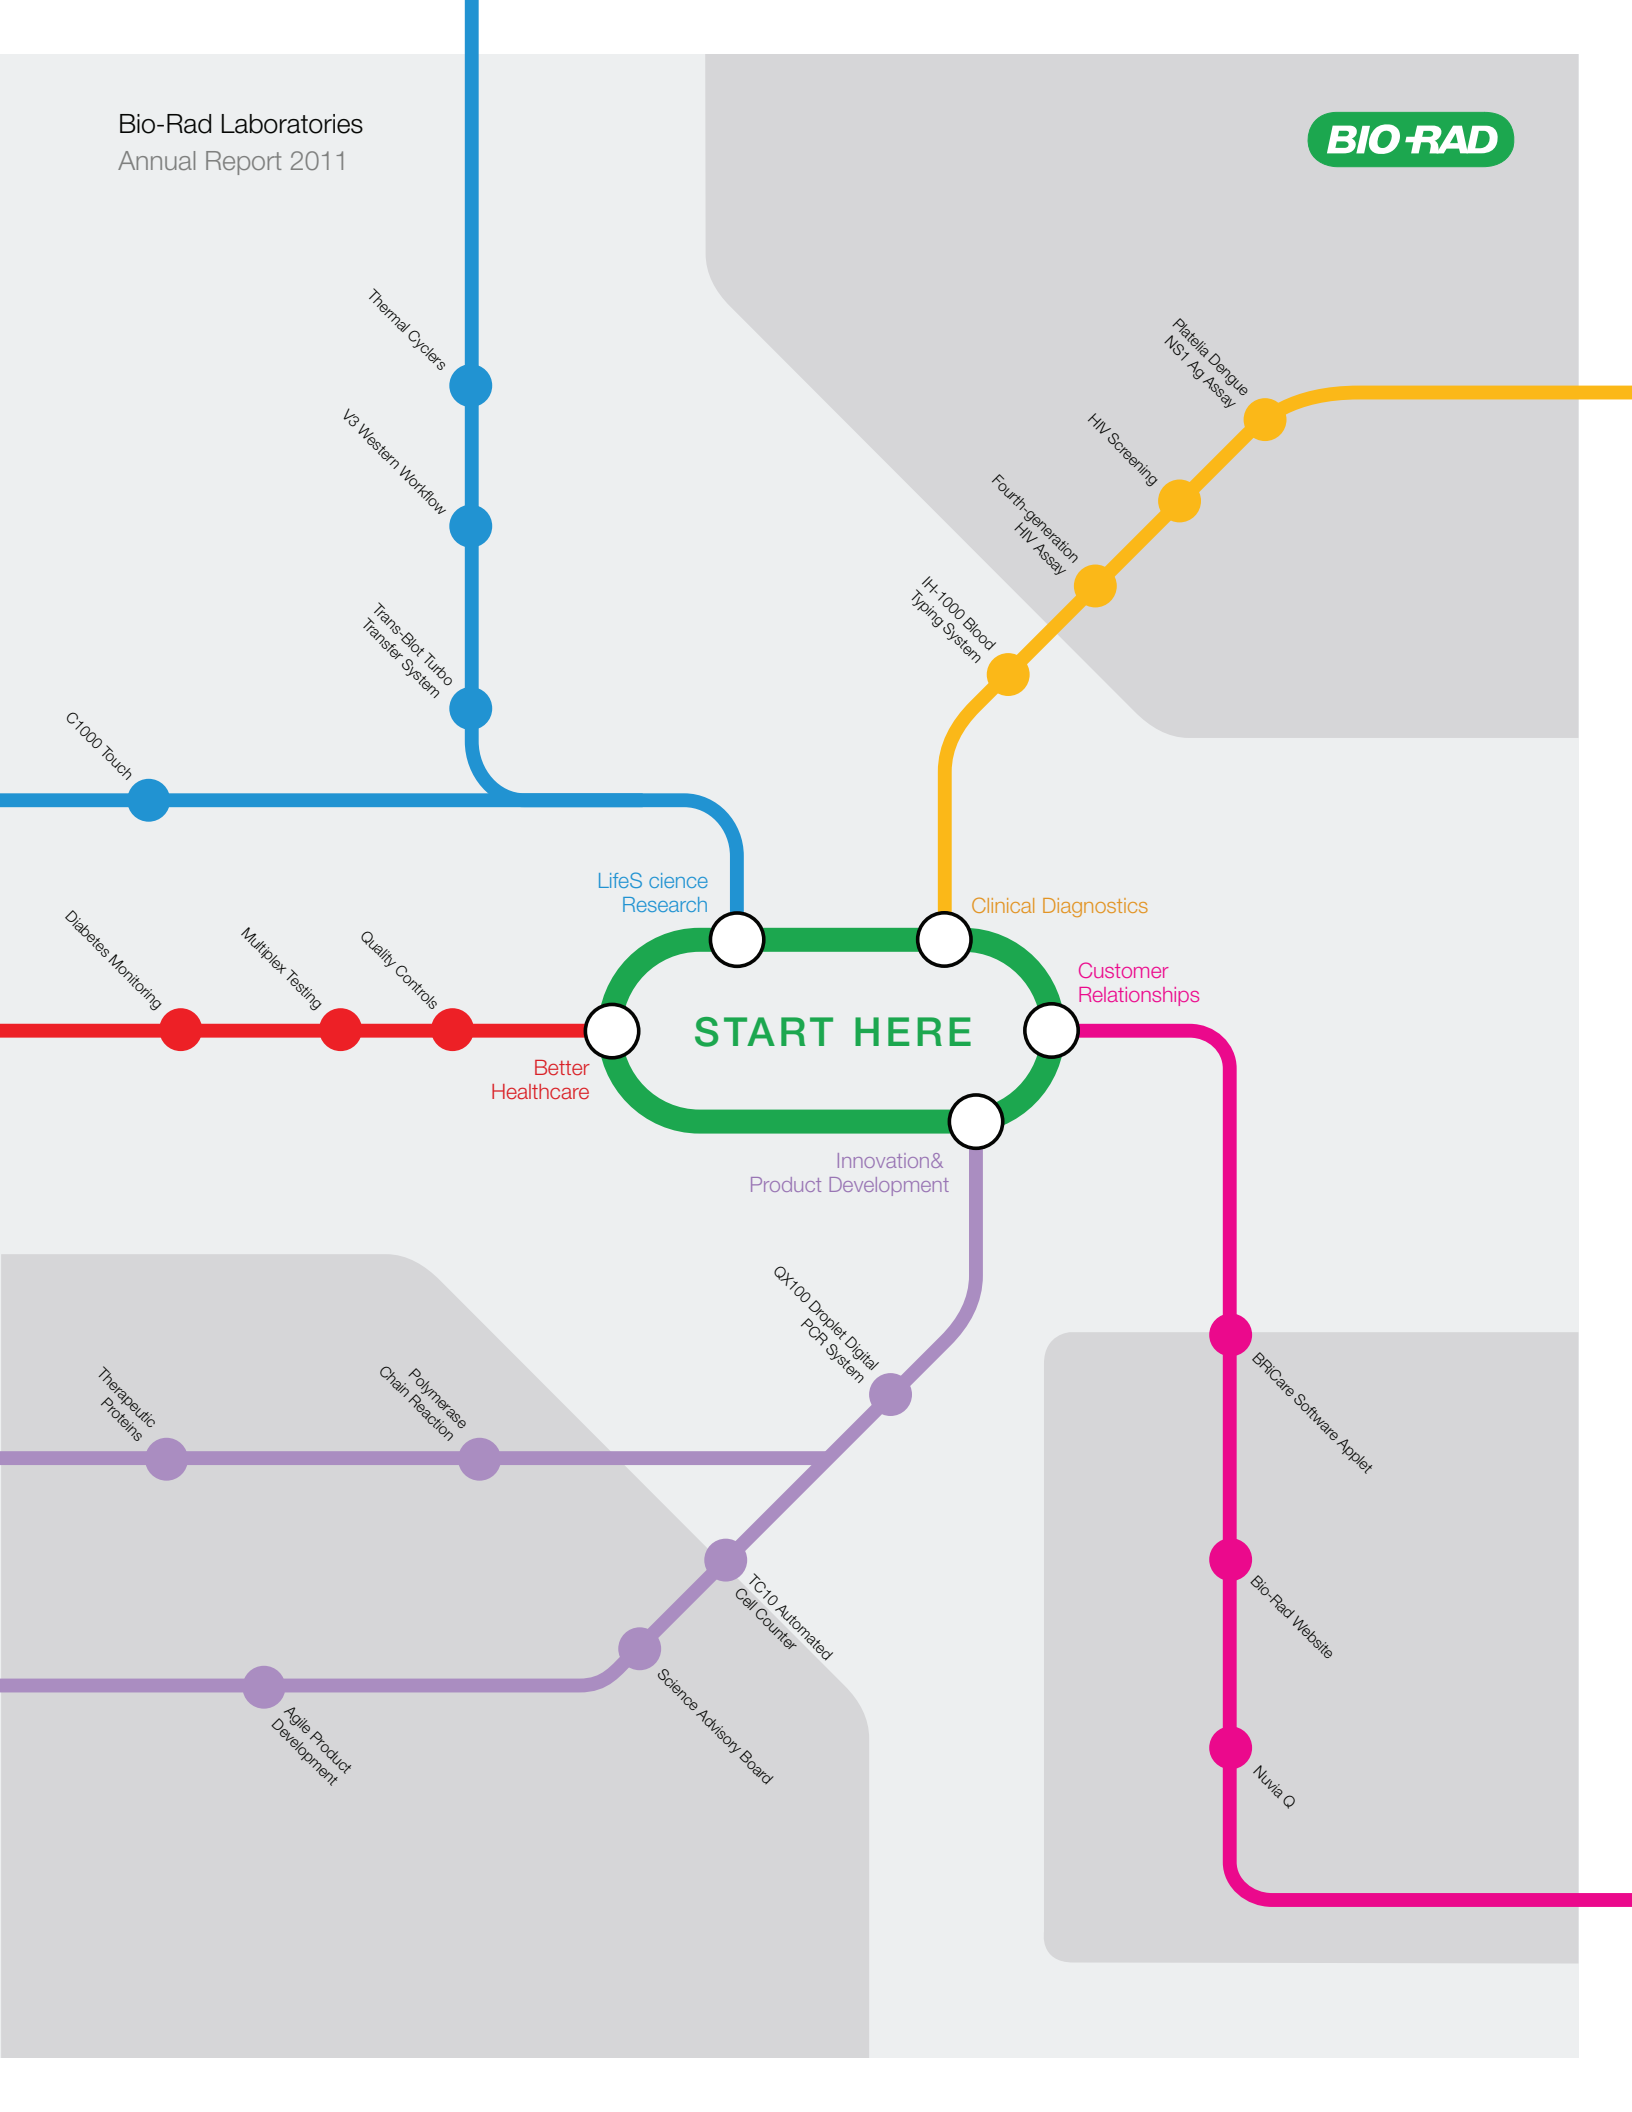 Bio-Rad Laboratories
Annual Report 2011
BIO-RAD
Thermal Cyclers
V3 Western Workflow
Trans-Blot Turbo
Transfer System
C1000 Touch
Platelia Dengue
NS1 Ag Assay
HIV Screening
Fourth-generation
HIV Assay
IH-1000 Blood
Typing System
LifeS cience
Research
Clinical Diagnostics
Diabetes Monitoring
Multiplex Testing
Quality Controls
Customer
Relationships
START HERE
Better
Healthcare
Innovation&
Product Development
QX100 Droplet Digital
PCR System
Therapeutic
Proteins
Polymerase
Chain Reaction
BRiCare Software Applet
TC10 Automated
Cell Counter
Bio-Rad Website
Science Advisory Board
Agile Product
Development
Nuvia Q